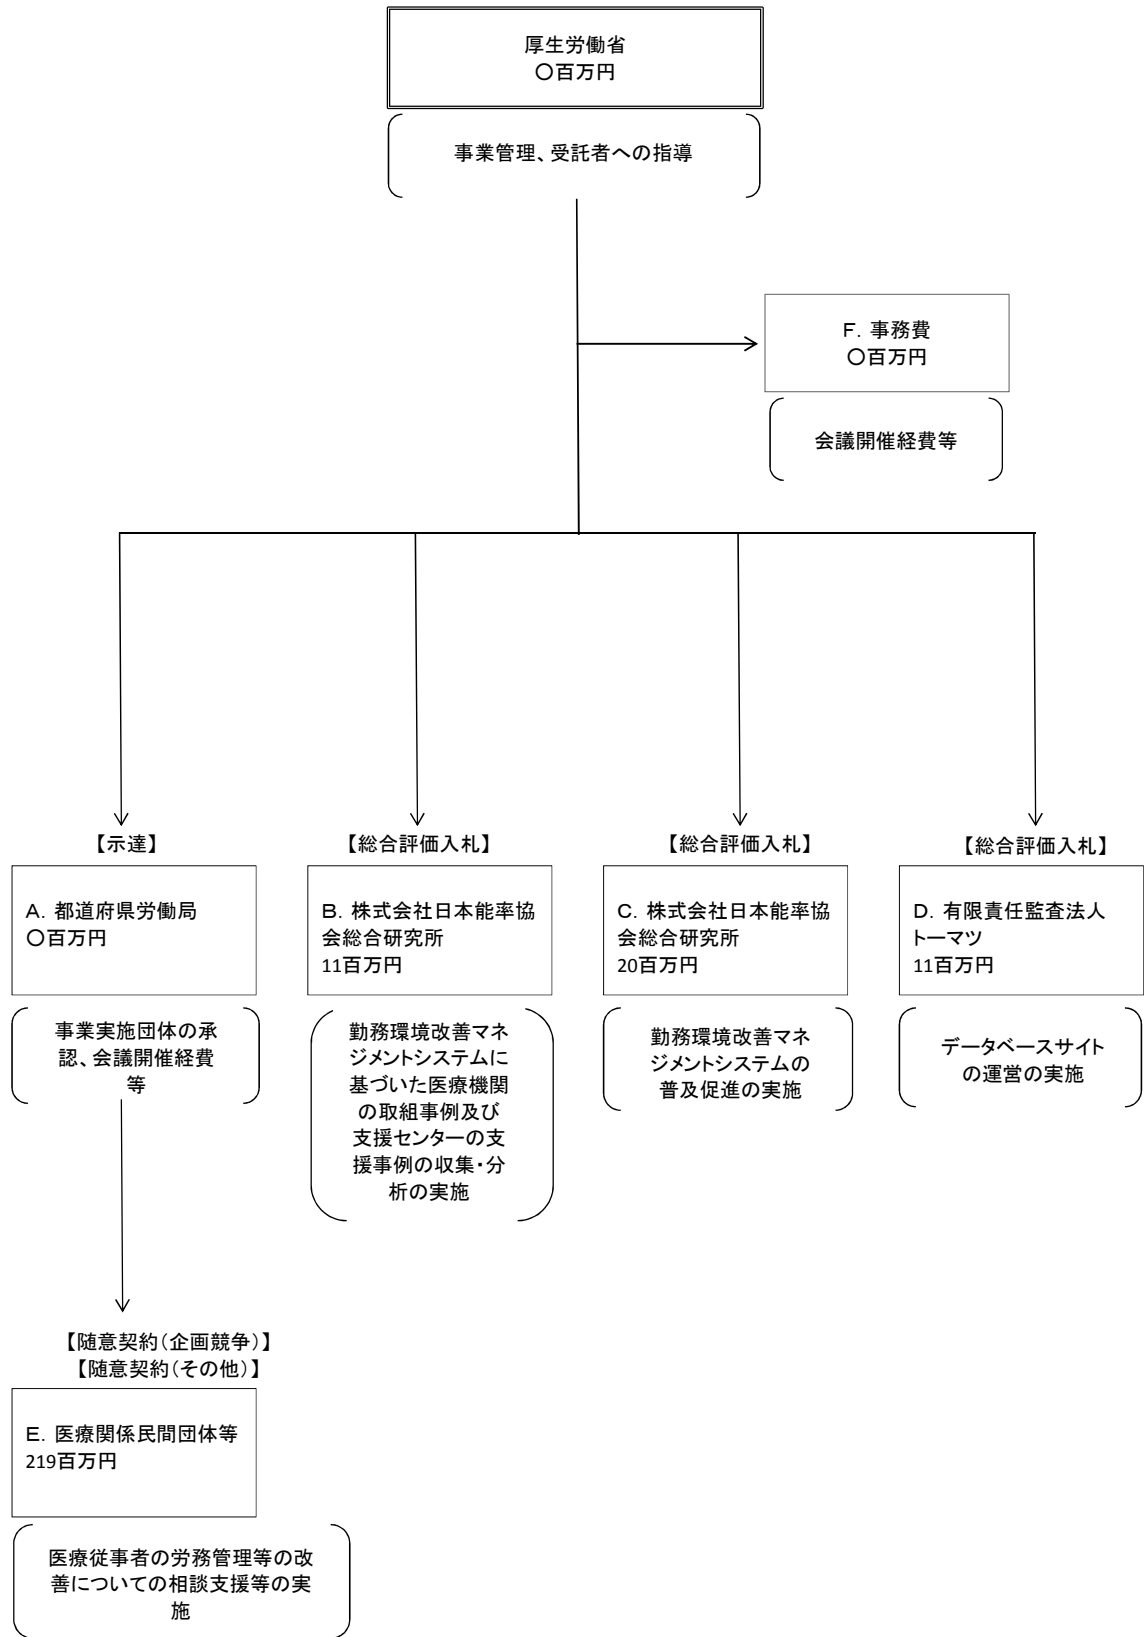 厚生労働省
〇百万円
事業管理、受託者への指導
F. 事務費
〇百万円
会議開催経費等
【示達】
A. 都道府県労働局
〇百万円
事業実施団体の承
認、会議開催経費
等
【総合評価入札】
B. 株式会社日本能率協
会総合研究所
11百万円
勤務環境改善マネ
ジメントシステムに
基づいた医療機関
の取組事例及び
支援センターの支
援事例の収集・分
析の実施
【総合評価入札】
C. 株式会社日本能率協
会総合研究所
20百万円
勤務環境改善マネ
ジメントシステムの
普及促進の実施
【総合評価入札】
D. 有限責任監査法人
トーマツ
11百万円
データベースサイト
の運営の実施
【随意契約(企画競争)】
【随意契約(その他)】
E. 医療関係民間団体等
219百万円
医療従事者の労務管理等の改
善についての相談支援等の実
施